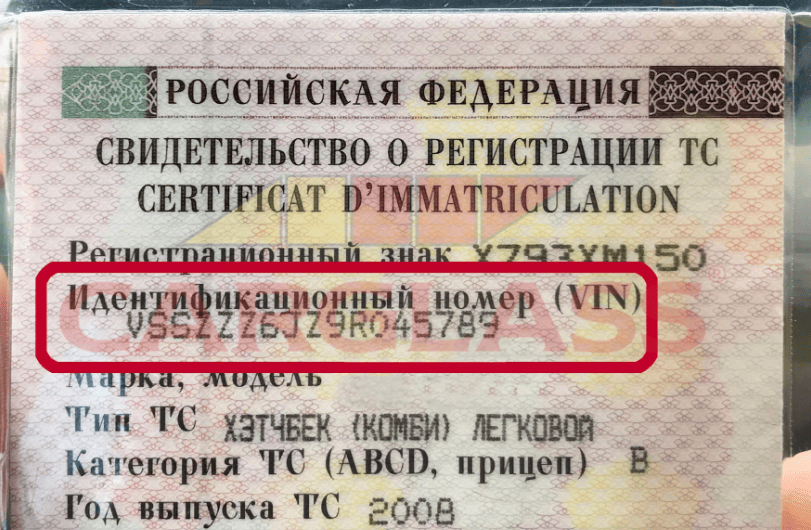 РОССИЙСКАЯ ФЕДЕРАЦИЯ
СВИДЕТЕЛЬСТВО О РЕГИСТРАЦИИ ТС
CERTIFICAT D'IMMATRICULATION
Регистрационный знак Х793ХМ150
Идентификационный номер (VIN)
VSSZZZ6JZ9R045789
CARCLASS
Марка, модель
Тип ТС ХЭТЧБЕК (КОМБИ) ЛЕГКОВОЙ
Категория ТС (ABCD, прицеп) B
Год выпуска ТС 2008